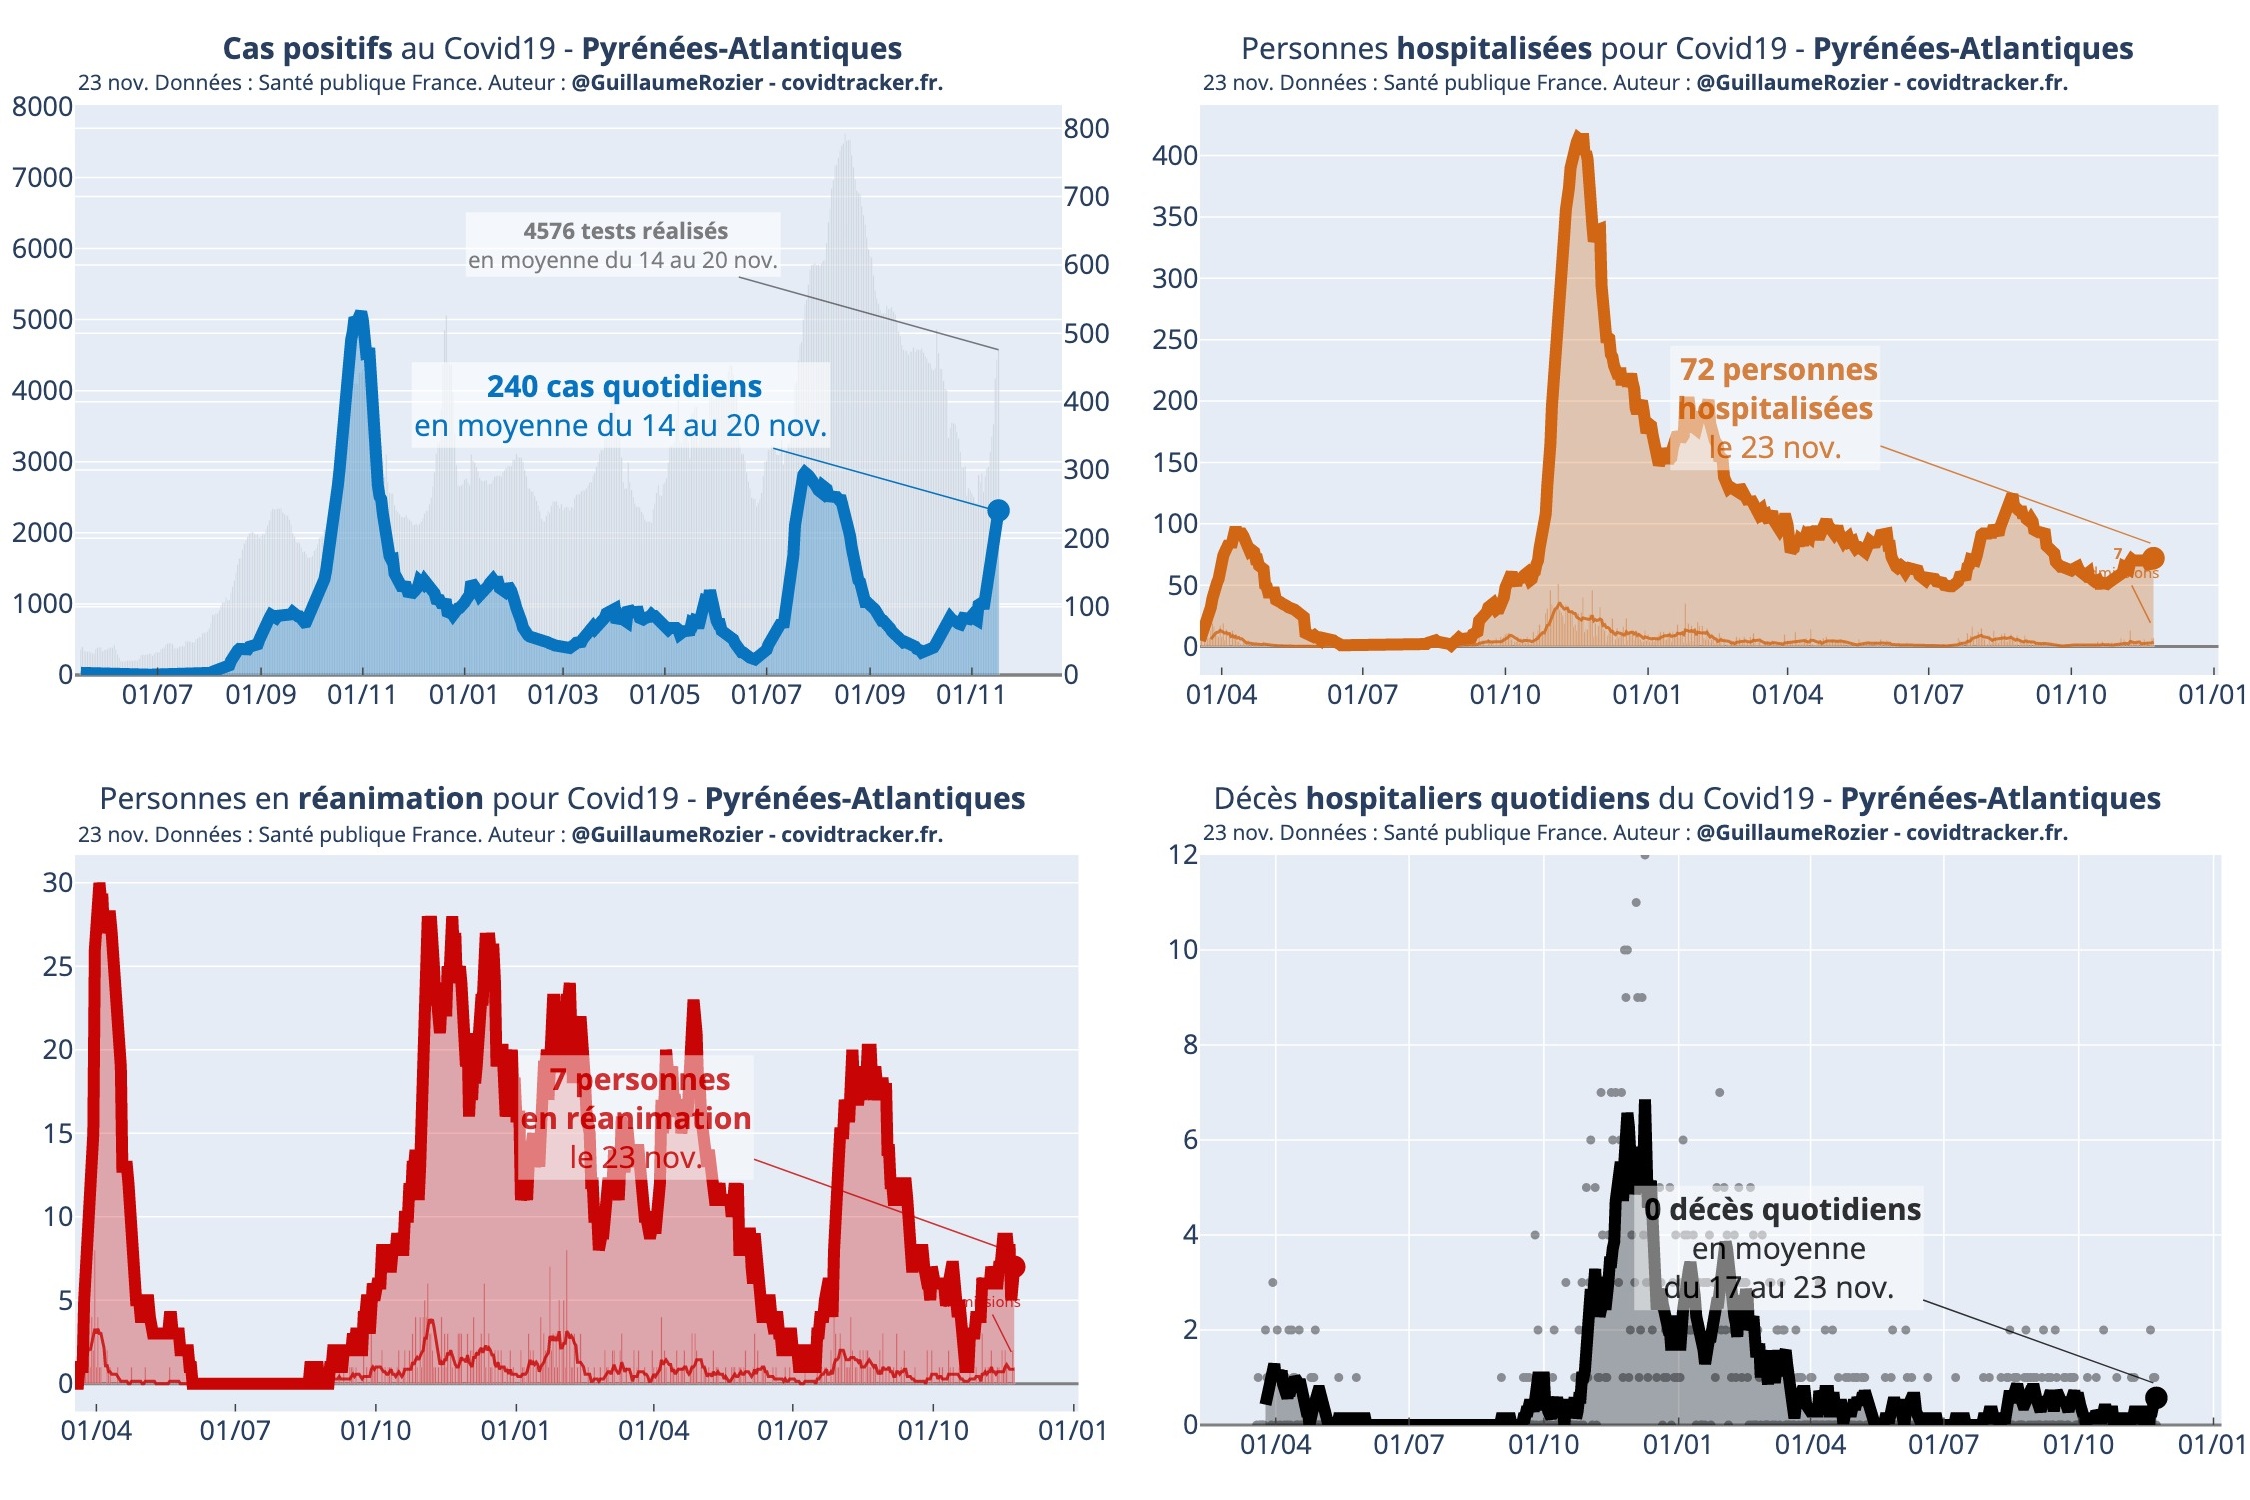 Cas positifs au Covid19 - Pyrénées-Atlantiques
23 nov. Données : Santé publique France. Auteur : @GuillaumeRozier - covidtracker.fr.
8000
7000
6000
5000
4000
3000
2000
1000
0
800
700
600
500
400
300
200
100
0
4576 tests réalisés
en moyenne du 14 au 20 nov.
240 cas quotidiens
en moyenne du 14 au 20 nov.
01/07 01/09 01/11 01/01 01/03 01/05 01/07 01/09 01/11
Personnes hospitalisées pour Covid19 - Pyrénées-Atlantiques
23 nov. Données : Santé publique France. Auteur : @GuillaumeRozier - covidtracker.fr.
400
350
300
250
200
150
100
50
0
72 personnes
hospitalisées
le 23 nov.
7
01/04 01/07 01/10 01/01 01/04 01/07 01/10 01/01
Personnes en réanimation pour Covid19 - Pyrénées-Atlantiques
23 nov. Données : Santé publique France. Auteur : @GuillaumeRozier - covidtracker.fr.
30
25
20
15
10
5
0
7 personnes
en réanimation
le 23 nov.
01/04 01/07 01/10 01/01 01/04 01/07 01/10 01/01
Décès hospitaliers quotidiens du Covid19 - Pyrénées-Atlantiques
23 nov. Données : Santé publique France. Auteur : @GuillaumeRozier - covidtracker.fr.
12
10
8
6
4
2
0
0 décès quotidiens
en moyenne
du 17 au 23 nov.
01/04 01/07 01/10 01/01 01/04 01/07 01/10 01/01